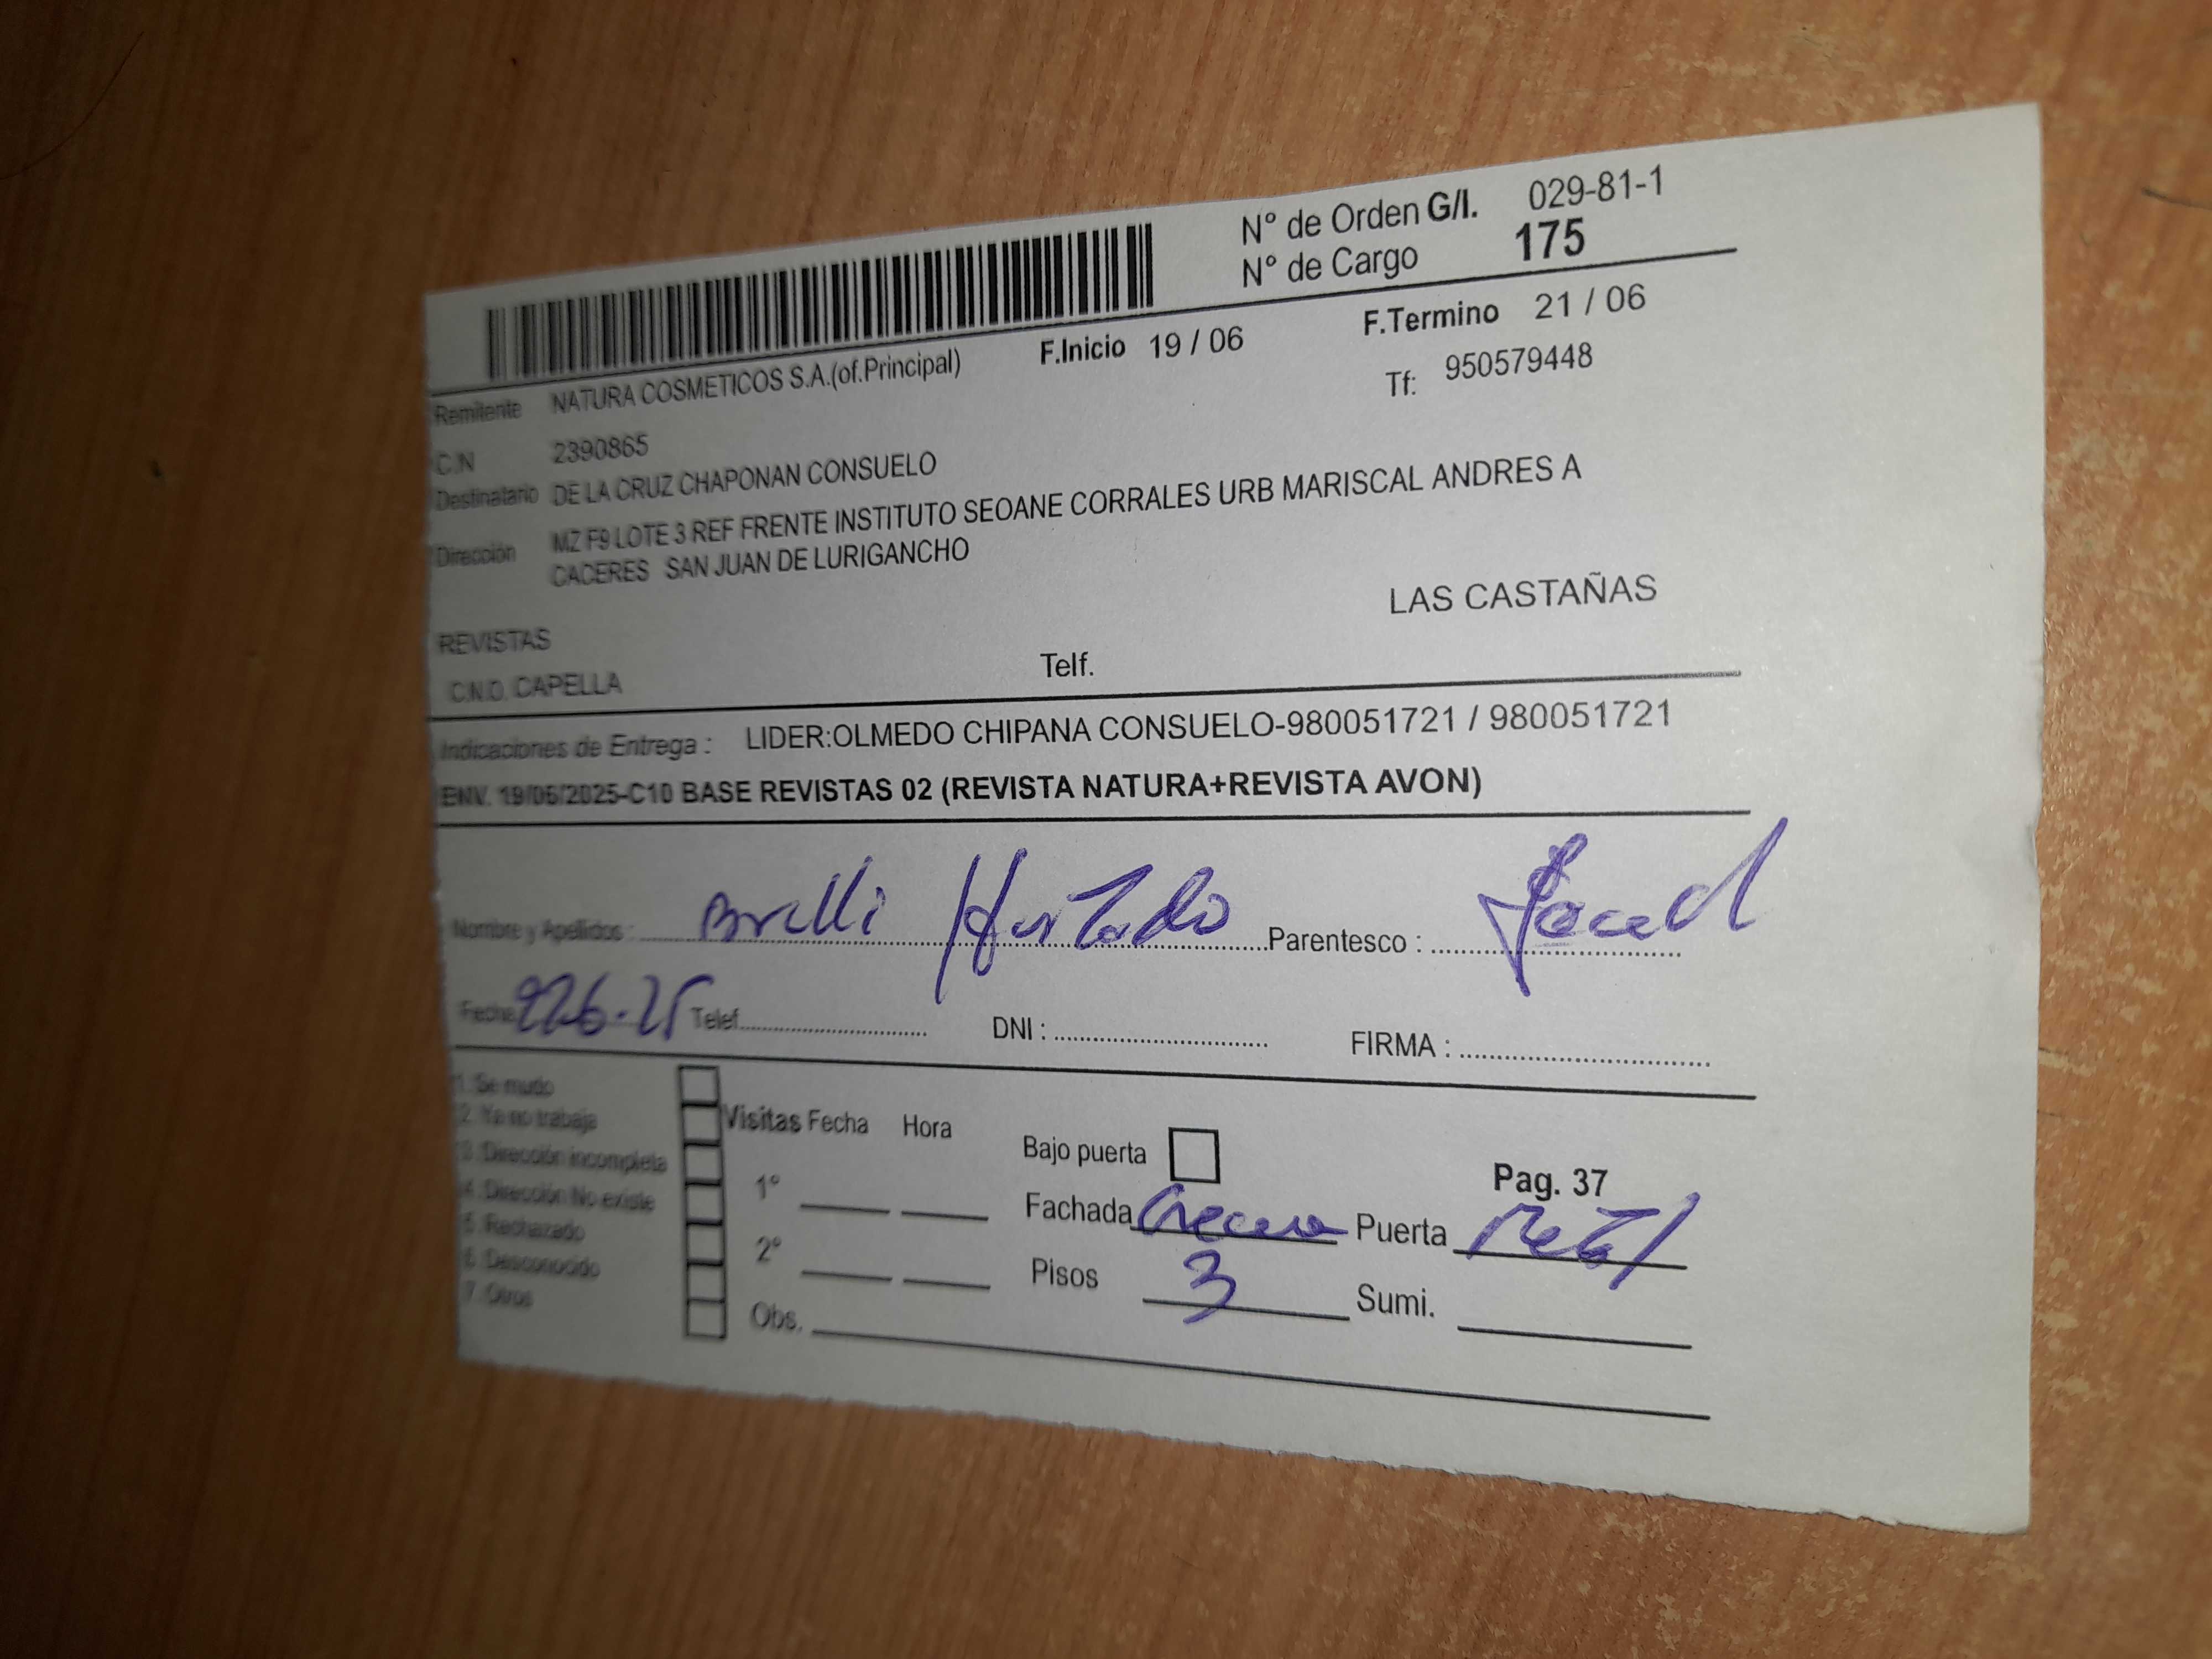 N° de Orden G/I. 029-81-1
N° de Cargo 175
F.Inicio 19 / 06 F.Termino 21 / 06
Remitente NATURA COSMETICOS S.A.(of.Principal) Tf: 950579448
C.N 2390865
Destinatario DE LA CRUZ CHAPONAN CONSUELO
Dirección MZ F9 LOTE 3 REF FRENTE INSTITUTO SEOANE CORRALES URB MARISCAL ANDRES A
CACERES SAN JUAN DE LURIGANCHO
LAS CASTAÑAS
REVISTAS
C.N.O. CAPELLA Telf.
Indicaciones de Entrega : LIDER:OLMEDO CHIPANA CONSUELO-980051721 / 980051721
ENV. 19/06/2025-C10 BASE REVISTAS 02 (REVISTA NATURA+REVISTA AVON)
Nombre y Apellidos : Hurtado Parentesco :
Fecha Telef. DNI : FIRMA :
1. Se mudo
2. Ya no trabaja Visitas Fecha Hora
3. Dirección incompleta Bajo puerta Pag. 37
4. Dirección No existe 1° Fachada Puerta Metal
5. Rechazado 2° Pisos 3 Sumi.
6. Desconocido
7. Otros Obs.